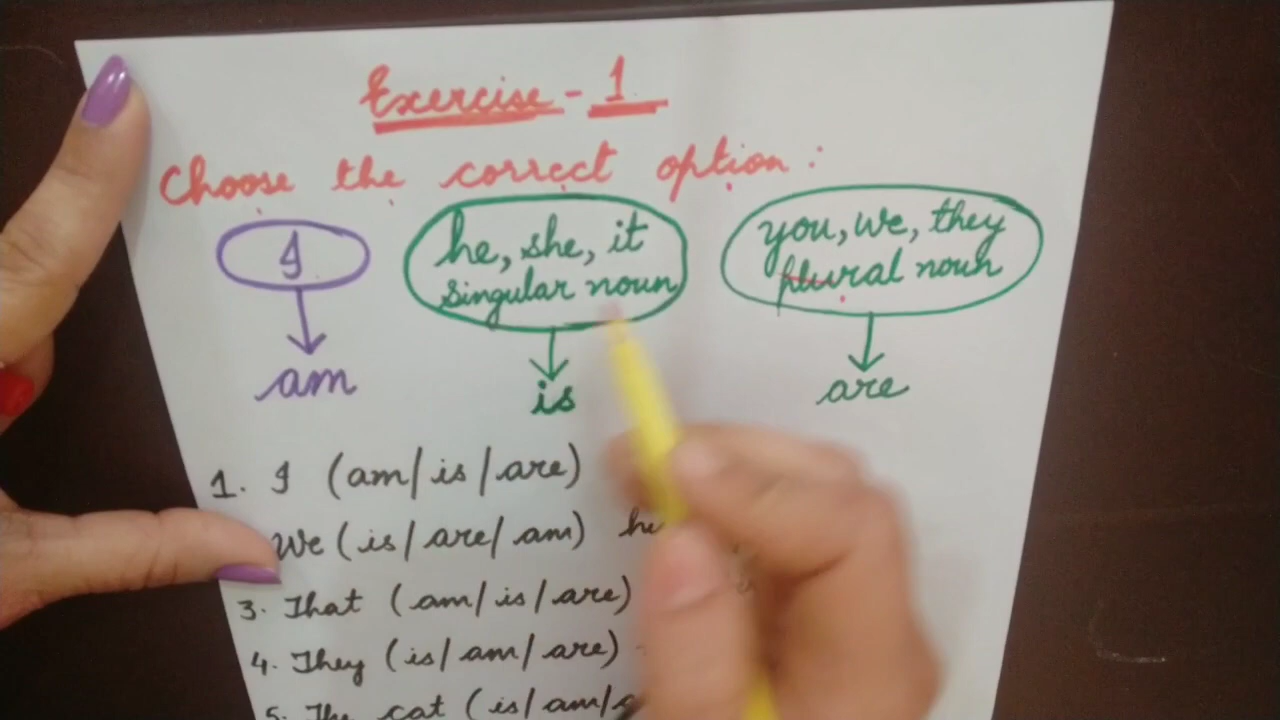 Exercise - 1
Choose the correct option :
I
he, she, it
singular noun
you, we, they
plural noun
am
is
are
1. I (am/is/are)
We (is/are/am)
3. That (am/is/are)
4. They (is/am/are)
5. The cat (is/am/